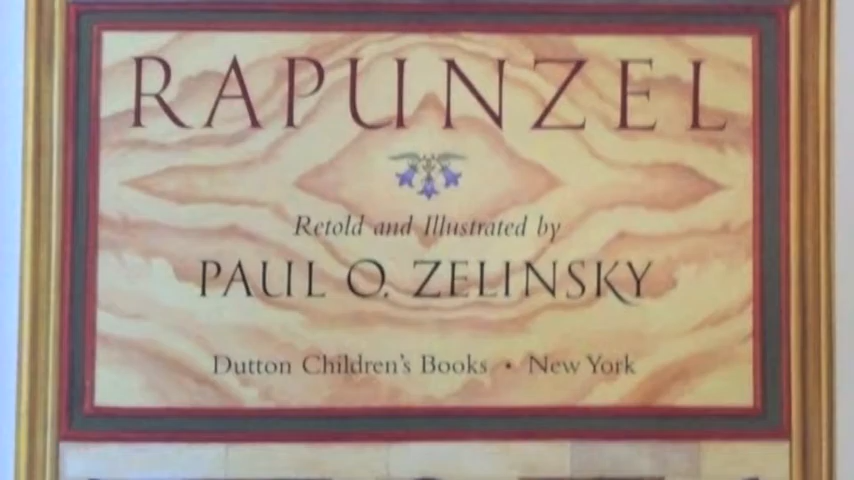 RAPUNZEL
Retold and Illustrated by
PAUL O. ZELINSKY
Dutton Children's Books • New York